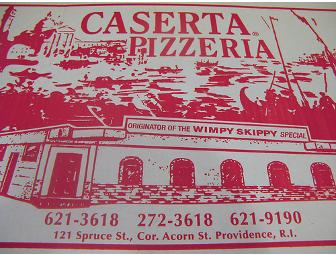 CASERTA®
PIZZERIA
ORIGINATOR OF THE WIMPY SKIPPY SPECIAL
621-3618 272-3618 621-9190
121 Spruce St., Cor. Acorn St. Providence, R.I.